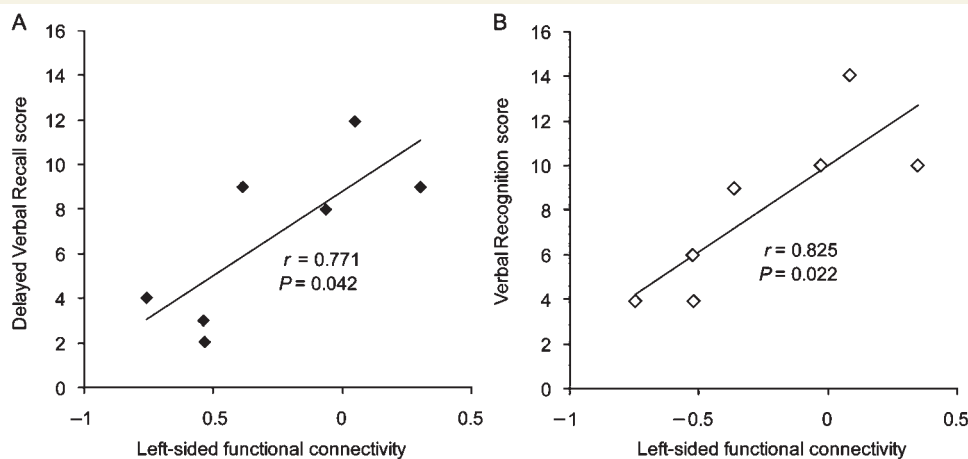 A
Delayed Verbal Recall score
16
14
12
10
8
6
4
2
0
r = 0.771
P = 0.042
–1
0.5
0
0.5
Left-sided functional connectivity
B
Verbal Recognition score
16
14
12
10
8
6
4
2
0
r = 0.825
P = 0.022
–1
–0.5
0
0.5
Left-sided functional connectivity